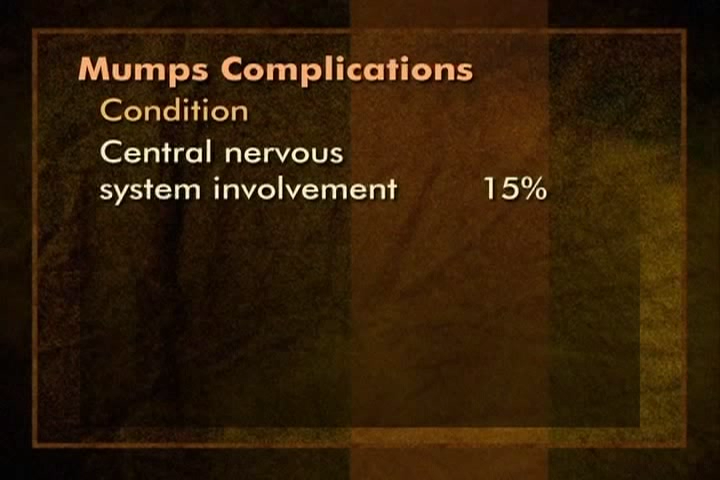 Mumps Complications
Condition
Central nervous
system involvement 15%